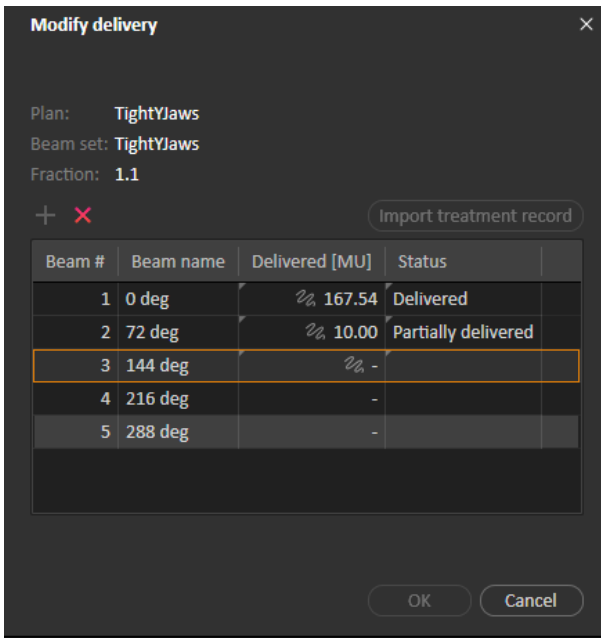 Modify delivery
Plan: TightYJaws
Beam set: TightYJaws
Fraction: 1.1
Import treatment record
Beam # Beam name Delivered [MU] Status
1 0 deg 167.54 Delivered
2 72 deg 10.00 Partially delivered
3 144 deg -
4 216 deg -
5 288 deg -
OK Cancel